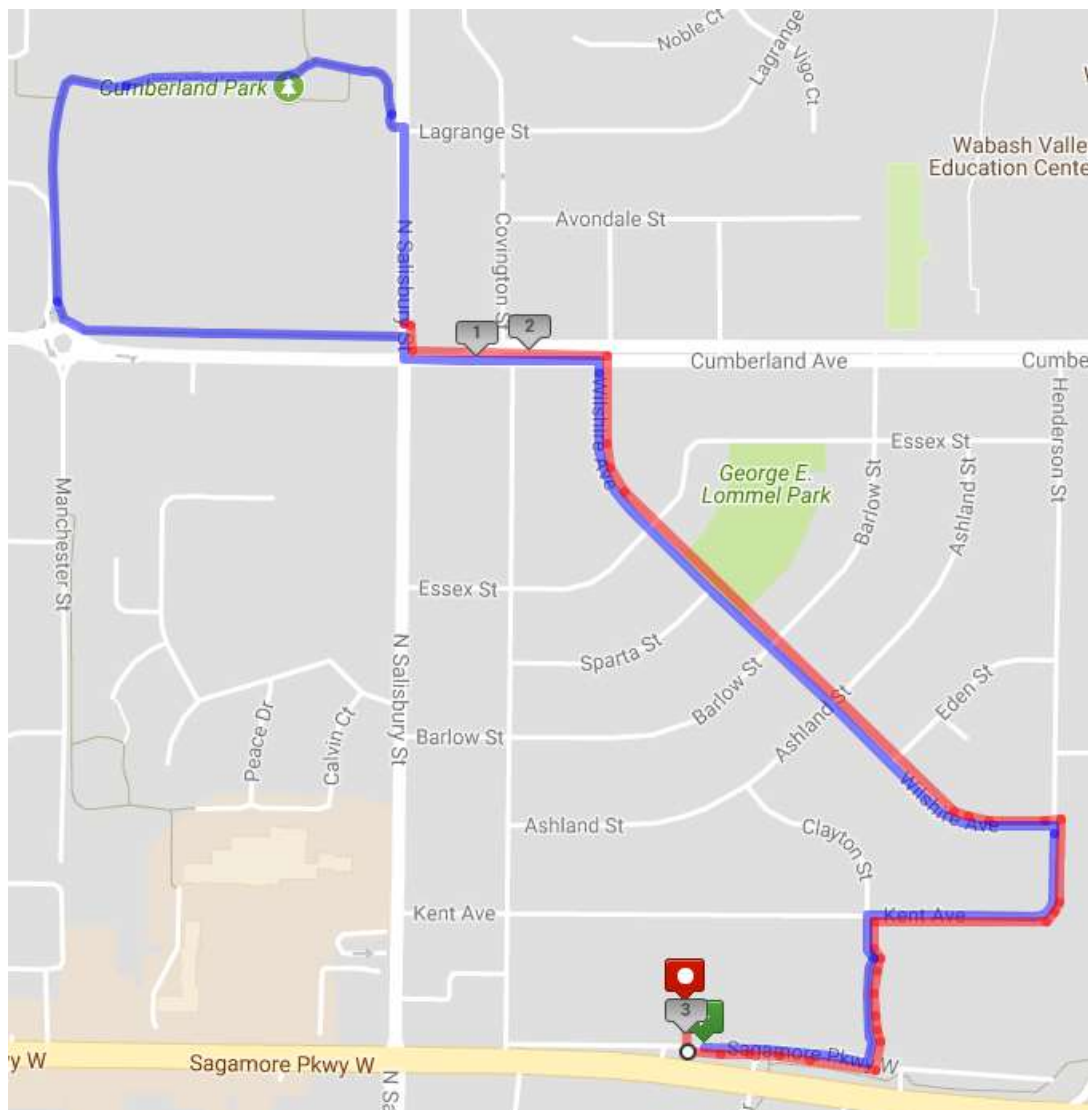 Noble Ct
Lagrange
Vigo Ct
Cumberland Park
Lagrange St
Wabash Valle
Education Cente
N Salisbury St
Covington St
Avondale St
1
2
Cumberland Ave
Cumbe
Wilshire Ave
Henderson St
Essex St
George E.
Lommel Park
Manchester St
Barlow St
Ashland St
Essex St
Sparta St
N Salisbury St
Barlow St
Eden St
Peace Dr
Calvin Ct
Barlow St
Ashland St
Wilshire Ave
Ashland St
Clayton St
Kent Ave
Kent Ave
3
Sagamore Pkwy W
y W
Sagamore Pkwy W
N Sa